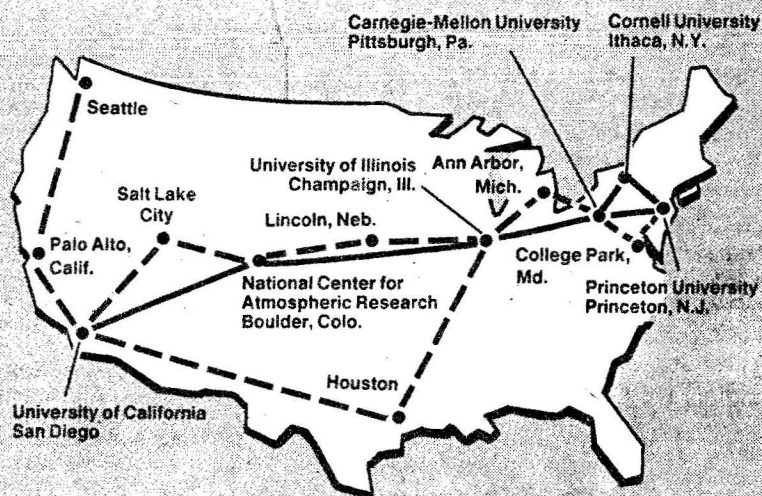 Carnegie-Mellon University
Pittsburgh, Pa.
Cornell University
Ithaca, N.Y.
Seattle
University of Illinois
Champaign, Ill.
Ann Arbor,
Mich.
Salt Lake
City
Lincoln, Neb.
Palo Alto,
Calif.
College Park,
Md.
National Center for
Atmospheric Research
Boulder, Colo.
Princeton University
Princeton, N.J.
Houston
University of California
San Diego